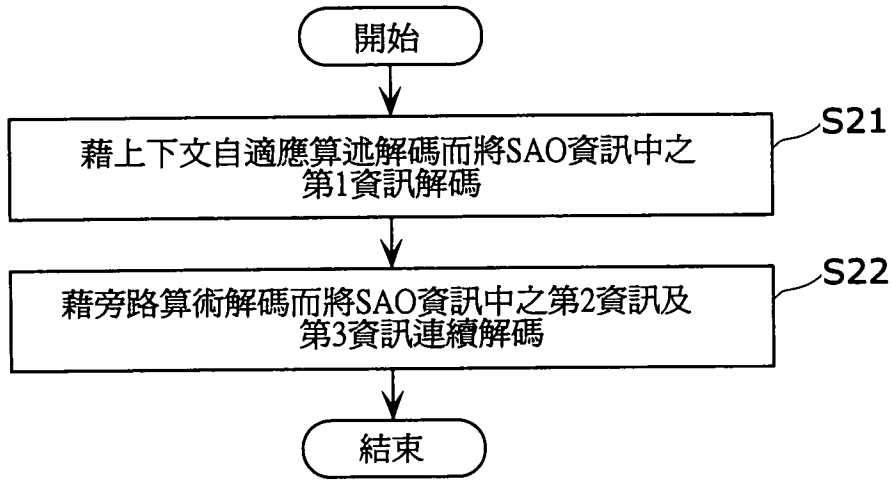 開始
S21
藉上下文自適應算述解碼而將SAO資訊中之
第1資訊解碼
S22
藉旁路算術解碼而將SAO資訊中之第2資訊及
第3資訊連續解碼
結束